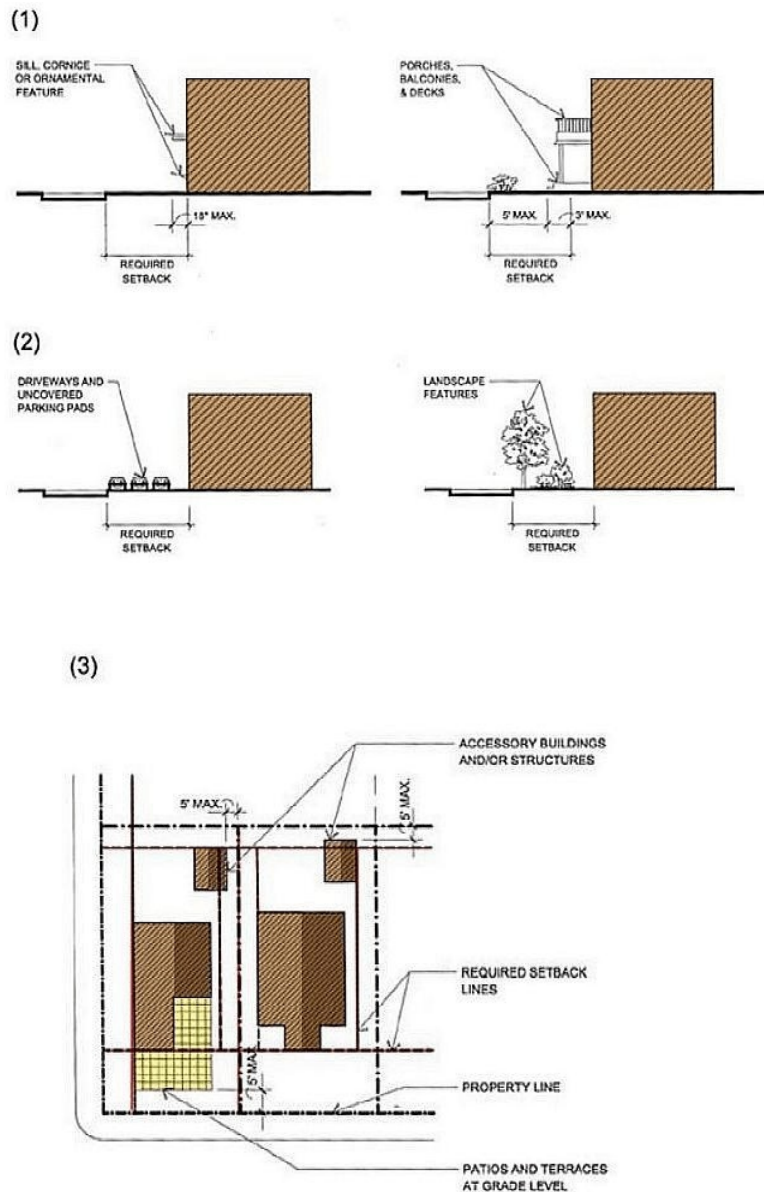 (1)
SILL, CORNICE
OR ORNAMENTAL
FEATURE
18" MAX.
REQUIRED
SETBACK
PORCHES,
BALCONIES,
& DECKS
5' MAX.
3' MAX.
REQUIRED
SETBACK
(2)
DRIVEWAYS AND
UNCOVERED
PARKING PADS
REQUIRED
SETBACK
LANDSCAPE
FEATURES
REQUIRED
SETBACK
(3)
ACCESSORY BUILDINGS
AND/OR STRUCTURES
5' MAX.
5' MAX.
REQUIRED SETBACK
LINES
5' MAX.
PROPERTY LINE
PATIOS AND TERRACES
AT GRADE LEVEL